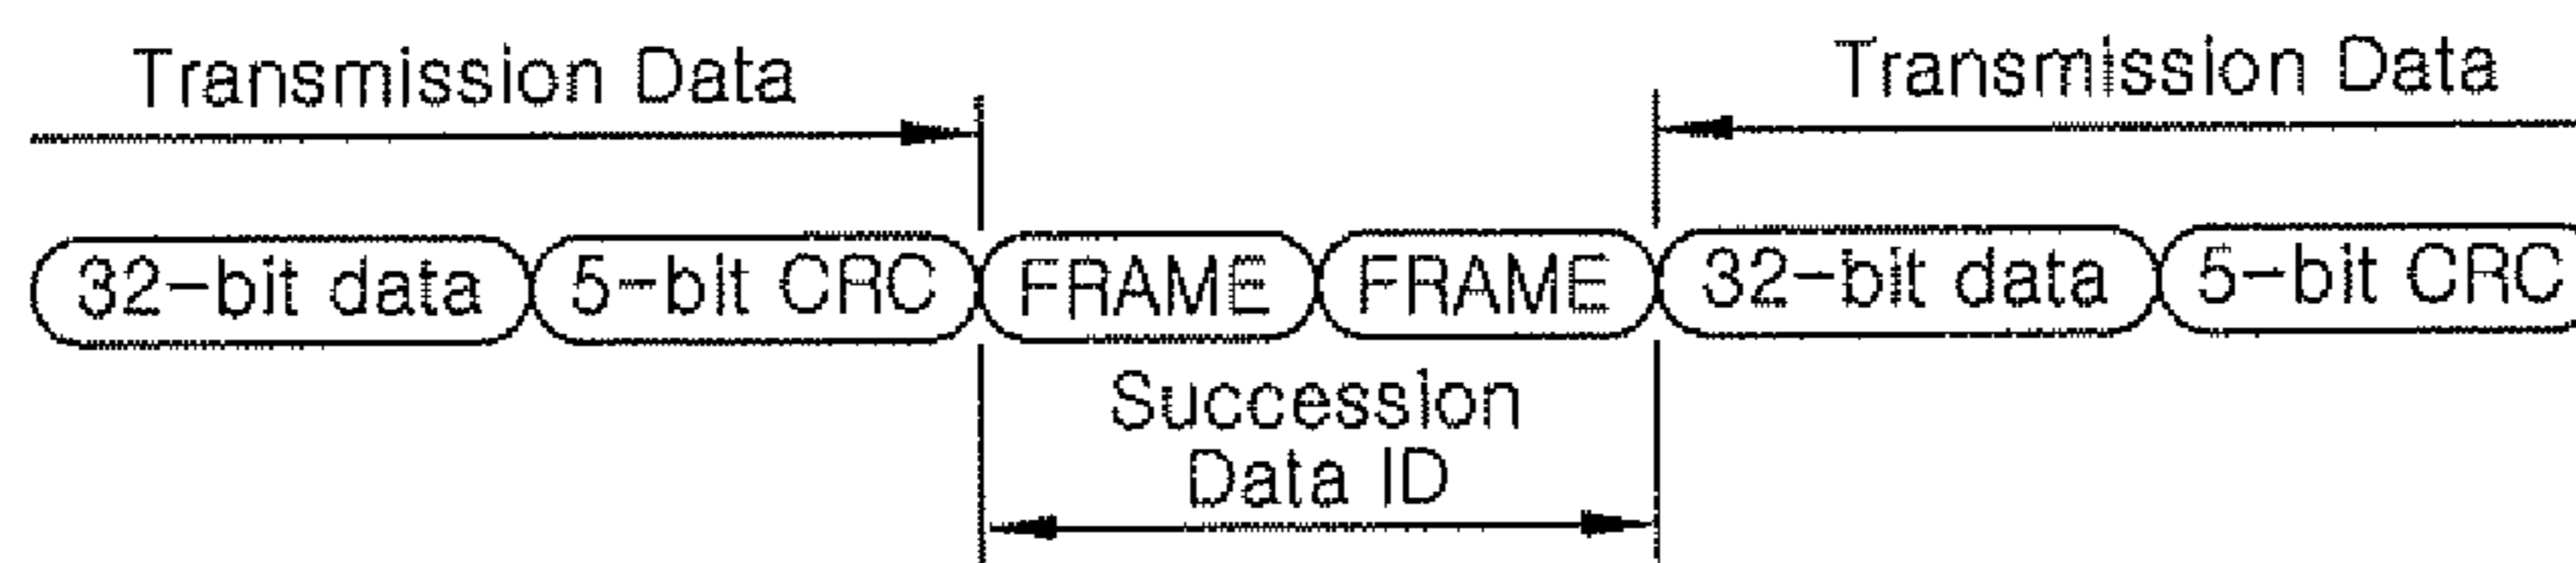 Transmission Data Transmission Data
32-bit data 5-bit CRC FRAME FRAME 32-bit data 5-bit CRC
Succession
Data ID